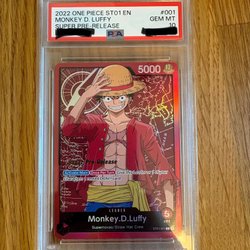 2022 ONE PIECE ST01 EN #001
MONKEY D. LUFFY GEM MT
SUPER PRE-RELEASE 10
PSA
5000
Pre-Release
LEADER
Monkey.D.Luffy
Supernovas/Straw Hat Crew